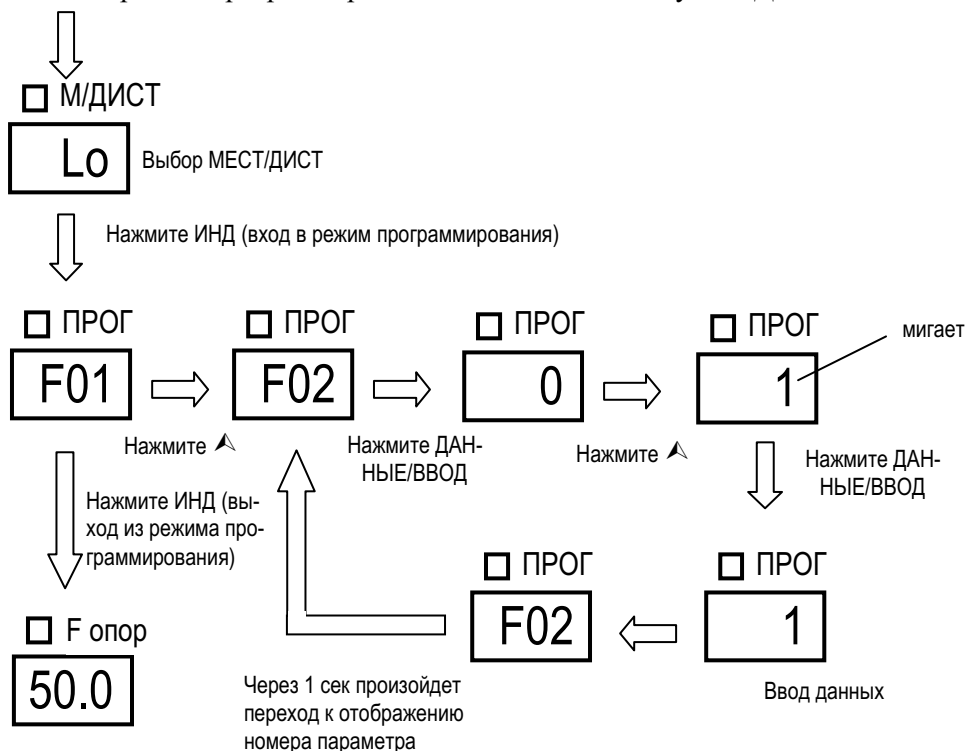 М/ДИСТ
Lo
Выбор МЕСТ/ДИСТ
Нажмите ИНД (вход в режим программирования)
ПРОГ ПРОГ ПРОГ ПРОГ
мигает
F01 F02 0 1
Нажмите
Нажмите ДАН-
НЫЕ/ВВОД
Нажмите
Нажмите ДАН-
НЫЕ/ВВОД
Нажмите ИНД (вы-
ход из режима про-
граммирования)
ПРОГ ПРОГ
F02 1
F опор
50.0
Через 1 сек произойдет
переход к отображению
номера параметра
Ввод данных